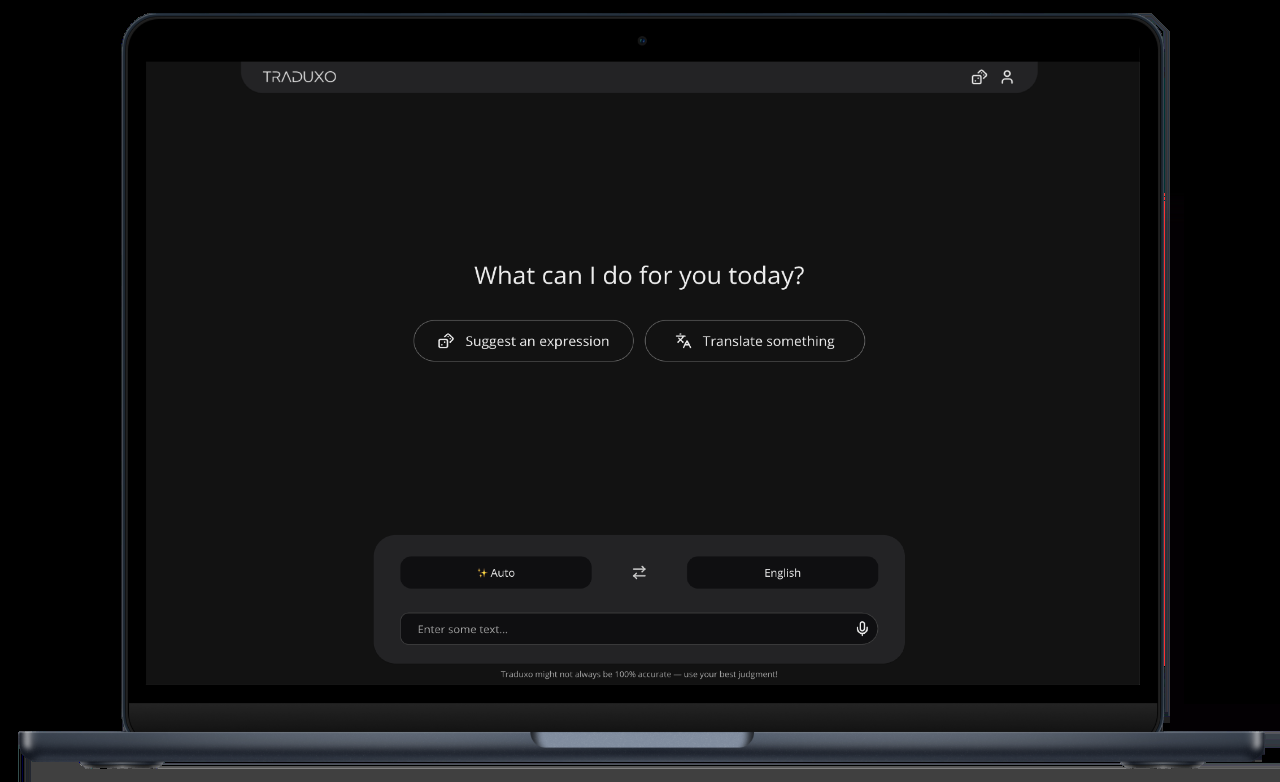 TRADUXO
What can I do for you today?
Suggest an expression
Translate something
✨ Auto
English
Enter some text...
Traduxo might not always be 100% accurate — use your best judgment!